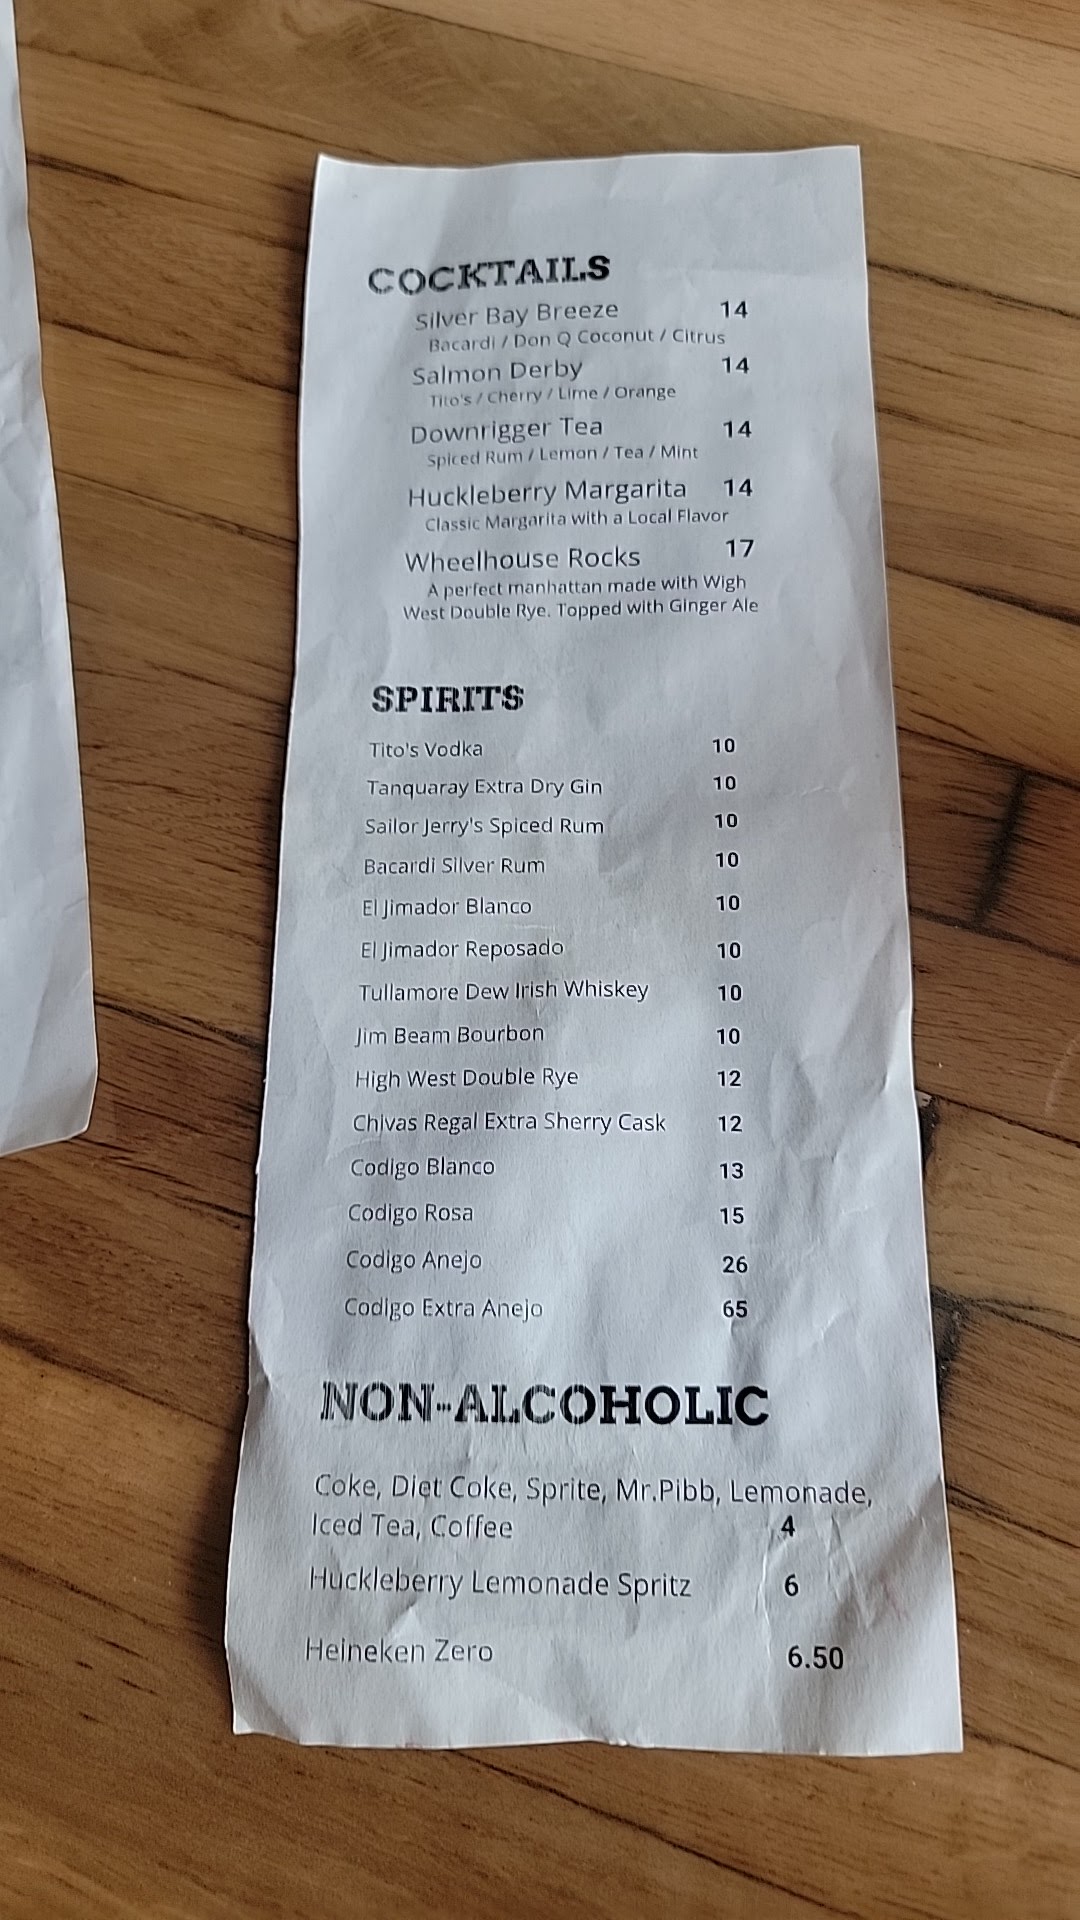 COCKTAILS
Silver Bay Breeze 14
Bacardi / Don Q Coconut / Citrus
Salmon Derby 14
Tito's / Cherry / Lime / Orange
Downrigger Tea 14
Spiced Rum / Lemon / Tea / Mint
Huckleberry Margarita 14
Classic Margarita with a Local Flavor
Wheelhouse Rocks 17
A perfect manhattan made with Wigh
West Double Rye. Topped with Ginger Ale
SPIRITS
Tito's Vodka 10
Tanquaray Extra Dry Gin 10
Sailor Jerry's Spiced Rum 10
Bacardi Silver Rum 10
El Jimador Blanco 10
El Jimador Reposado 10
Tullamore Dew Irish Whiskey 10
Jim Beam Bourbon 10
High West Double Rye 12
Chivas Regal Extra Sherry Cask 12
Codigo Blanco 13
Codigo Rosa 15
Codigo Anejo 26
Codigo Extra Anejo 65
NON-ALCOHOLIC
Coke, Diet Coke, Sprite, Mr.Pibb, Lemonade,
Iced Tea, Coffee 4
Huckleberry Lemonade Spritz 6
Heineken Zero 6.50